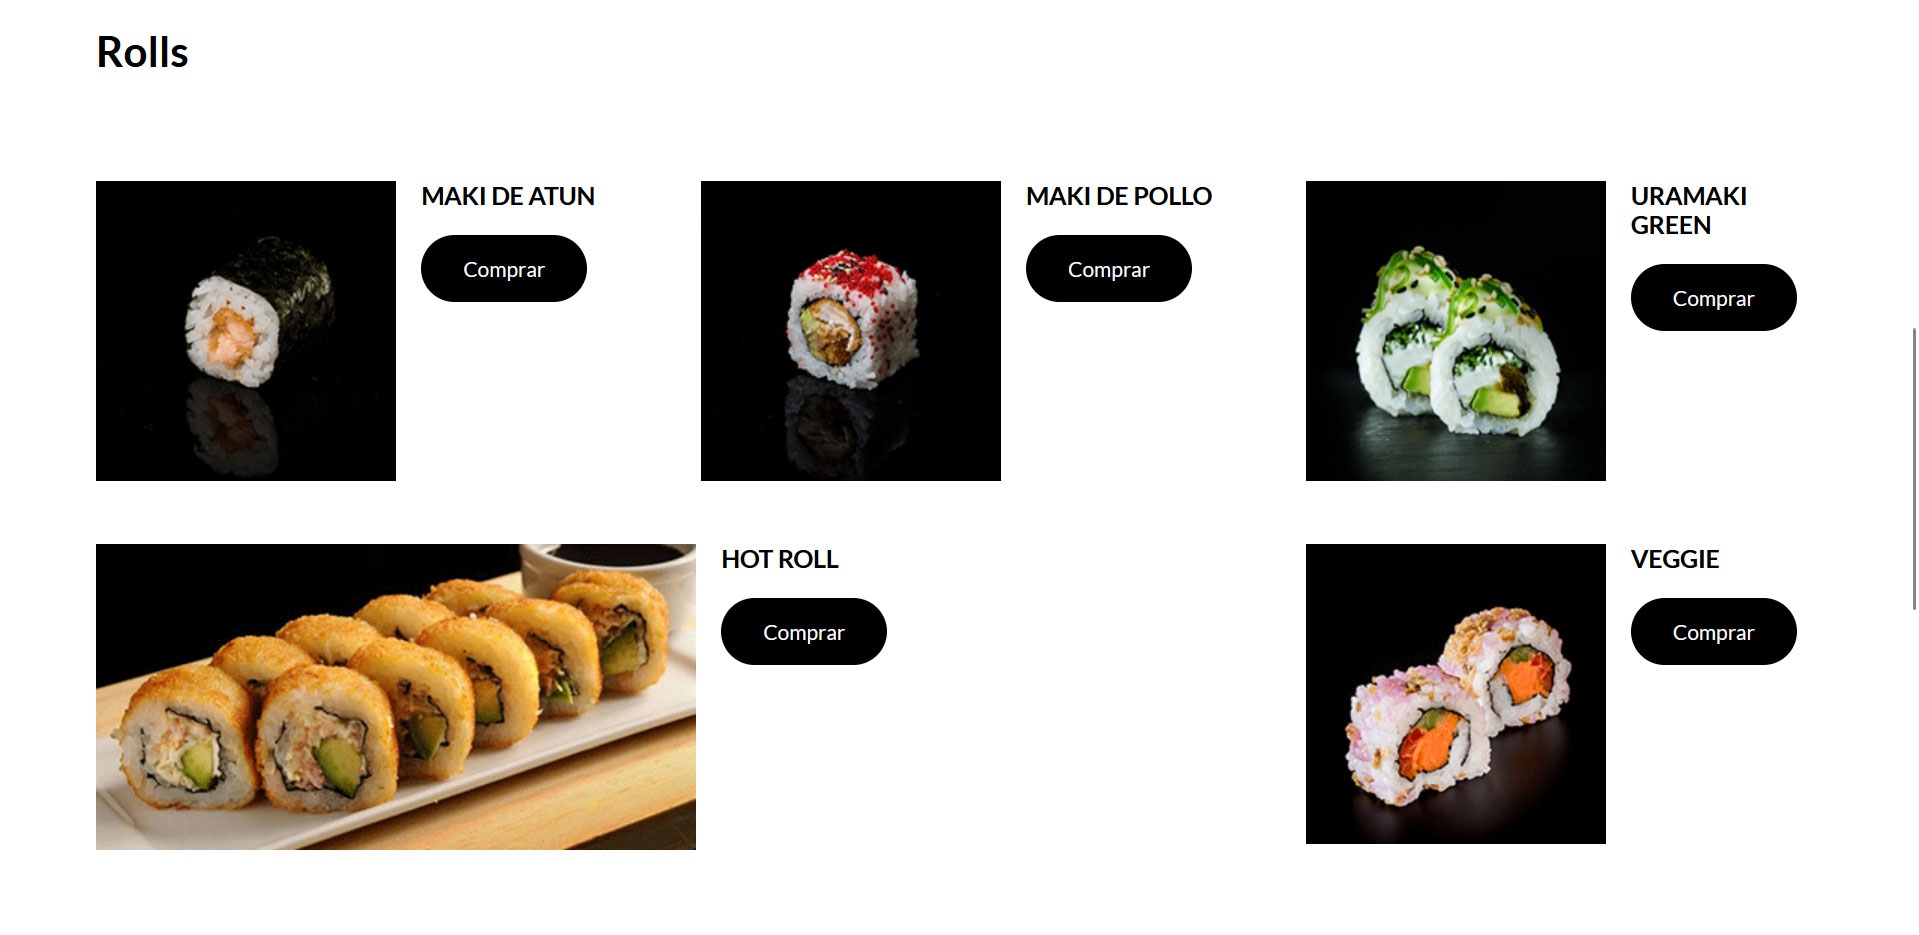 Rolls
MAKI DE ATUN
Comprar
MAKI DE POLLO
Comprar
URAMAKI
GREEN
Comprar
HOT ROLL
Comprar
VEGGIE
Comprar